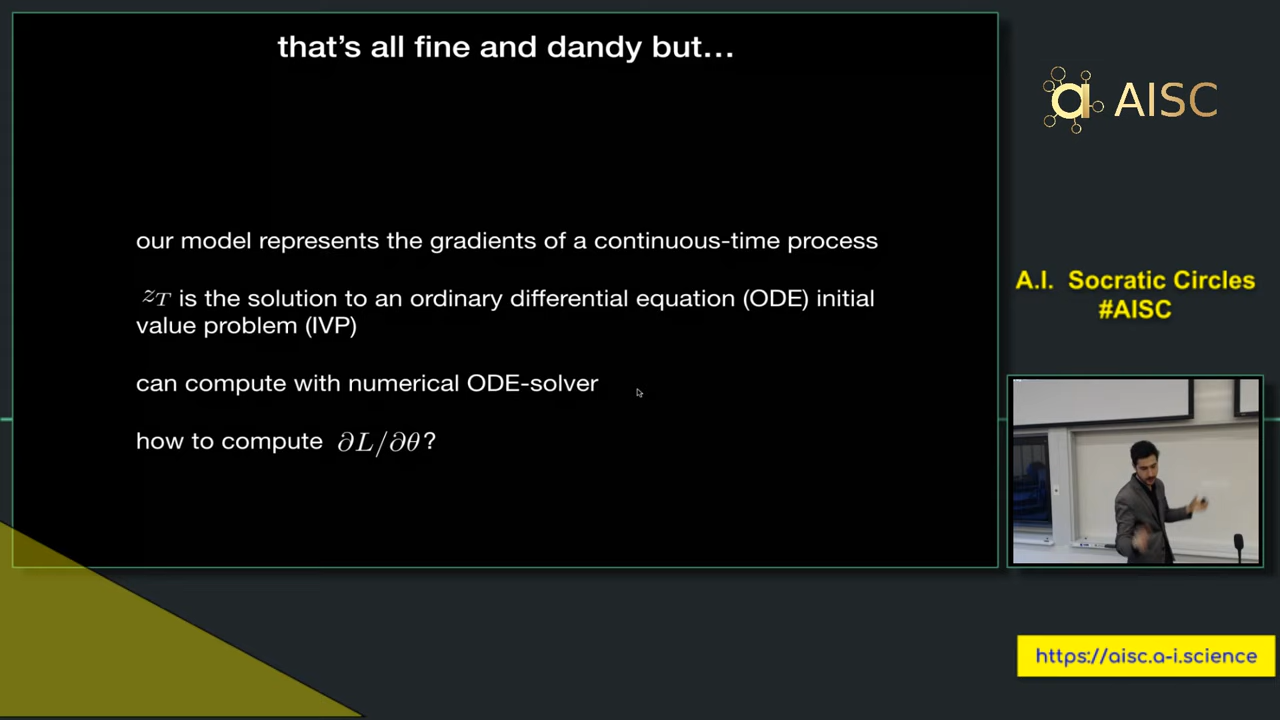 that's all fine and dandy but…
our model represents the gradients of a continuous-time process
z_T is the solution to an ordinary differential equation (ODE) initial
value problem (IVP)
can compute with numerical ODE-solver
how to compute ∂L/∂θ?
AISC
A.I. Socratic Circles
#AISC
https://aisc.a-i.science